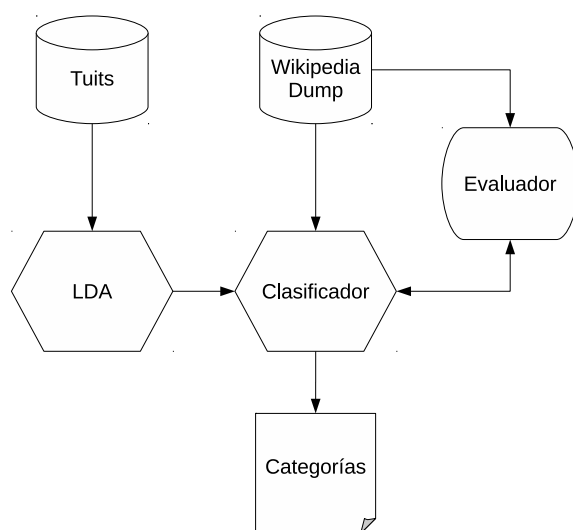 Tuits
Wikipedia
Dump
Evaluador
LDA
Clasificador
Categorías